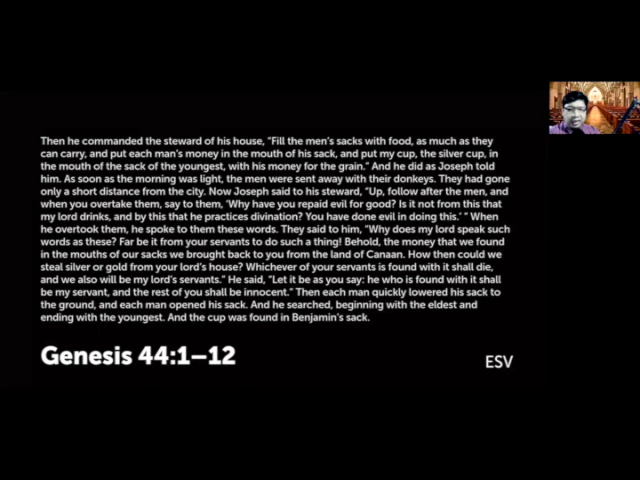 Then he commanded the steward of his house, “Fill the men’s sacks with food, as much as they
can carry, and put each man’s money in the mouth of his sack, and put my cup, the silver cup, in
the mouth of the sack of the youngest, with his money for the grain.” And he did as Joseph told
him. As soon as the morning was light, the men were sent away with their donkeys. They had gone
only a short distance from the city. Now Joseph said to his steward, “Up, follow after the men, and
when you overtake them, say to them, ‘Why have you repaid evil for good? Is it not from this that
my lord drinks, and by this that he practices divination? You have done evil in doing this.’ ” When
he overtook them, he spoke to them these words. They said to him, “Why does my lord speak such
words as these? Far be it from your servants to do such a thing! Behold, the money that we found
in the mouths of our sacks we brought back to you from the land of Canaan. How then could we
steal silver or gold from your lord’s house? Whichever of your servants is found with it shall die,
and we also will be my lord’s servants.” He said, “Let it be as you say: he who is found with it shall
be my servant, and the rest of you shall be innocent.” Then each man quickly lowered his sack to
the ground, and each man opened his sack. And he searched, beginning with the eldest and
ending with the youngest. And the cup was found in Benjamin’s sack.
Genesis 44:1–12
ESV